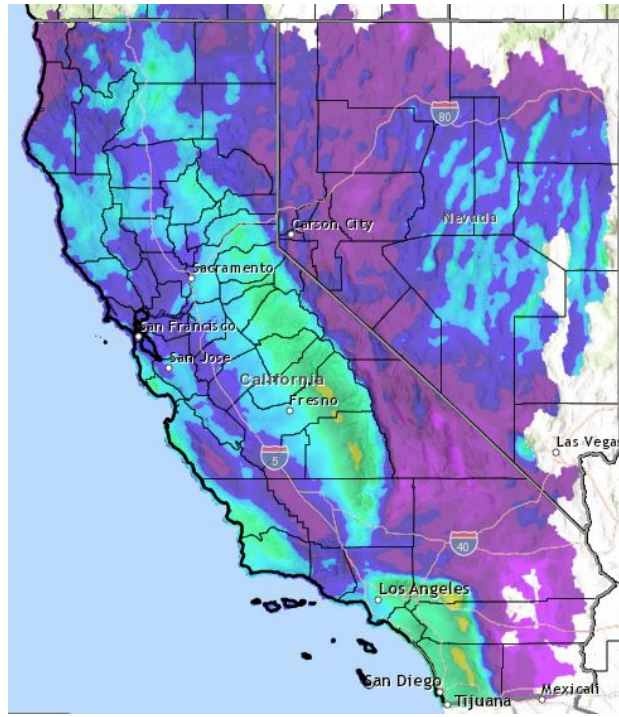 80
Carson City
Nevada
Sacramento
San Francisco
San Jose
California
Fresno
5
Las Vegas
40
Los Angeles
San Diego
Tijuana
Mexicali